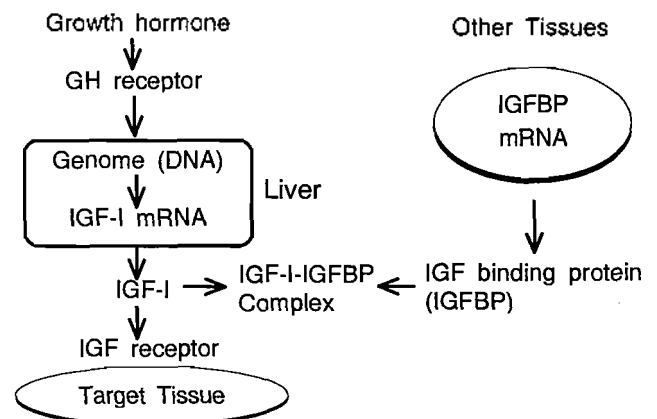 Growth hormone
GH receptor
Genome (DNA)
IGF-I mRNA
Liver
IGF-I
IGF-I-IGFBP
Complex
IGF receptor
Target Tissue
Other Tissues
IGFBP
mRNA
IGF binding protein
(IGFBP)